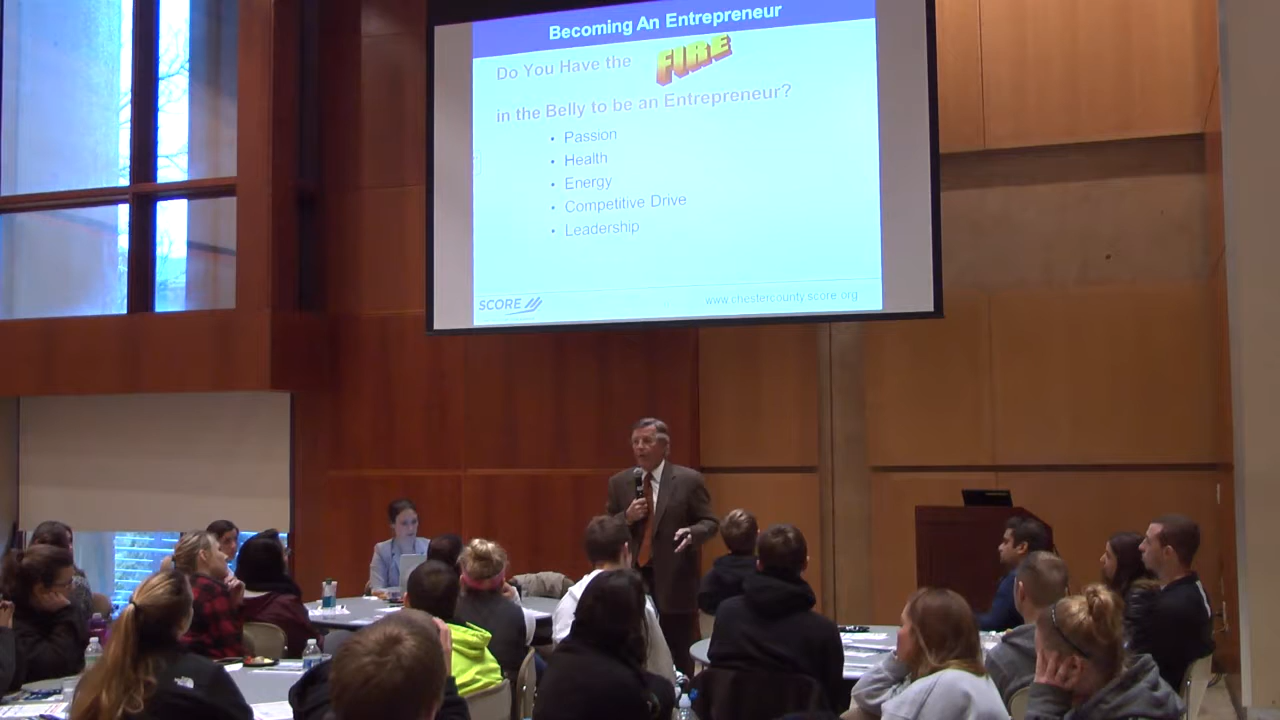 Becoming An Entrepreneur
Do You Have the FIRE
in the Belly to be an Entrepreneur?
• Passion
• Health
• Energy
• Competitive Drive
• Leadership
SCORE
www.chestercounty.score.org